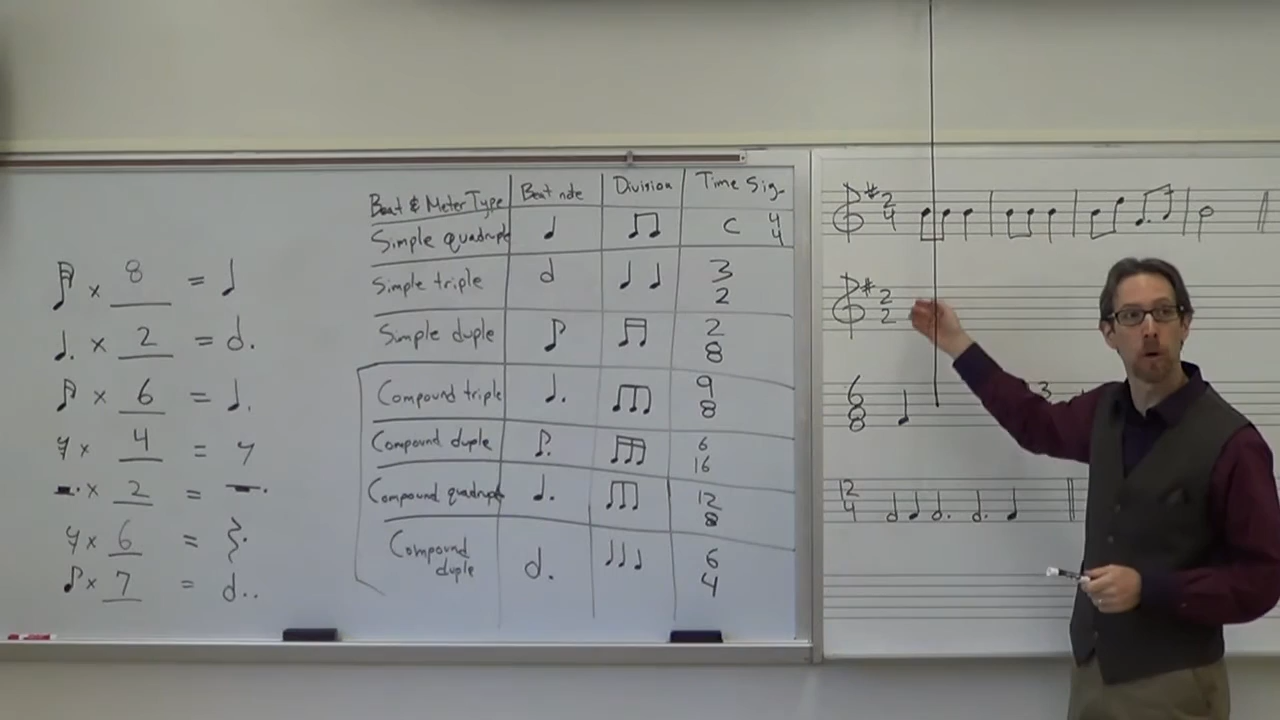 × 8 =
× 2 =
× 6 =
× 4 =
× 2 =
× 6 =
× 7 =
Beat & Meter Type Beat note Division Time Sig.
Simple quadruple C 4 4
Simple triple 3 2
Simple duple 2 8
Compound triple 9 8
Compound duple 6 16
Compound quadruple 12 8
Compound duple 6 4
# 2 4
# 2 2
6 8 3
12 4